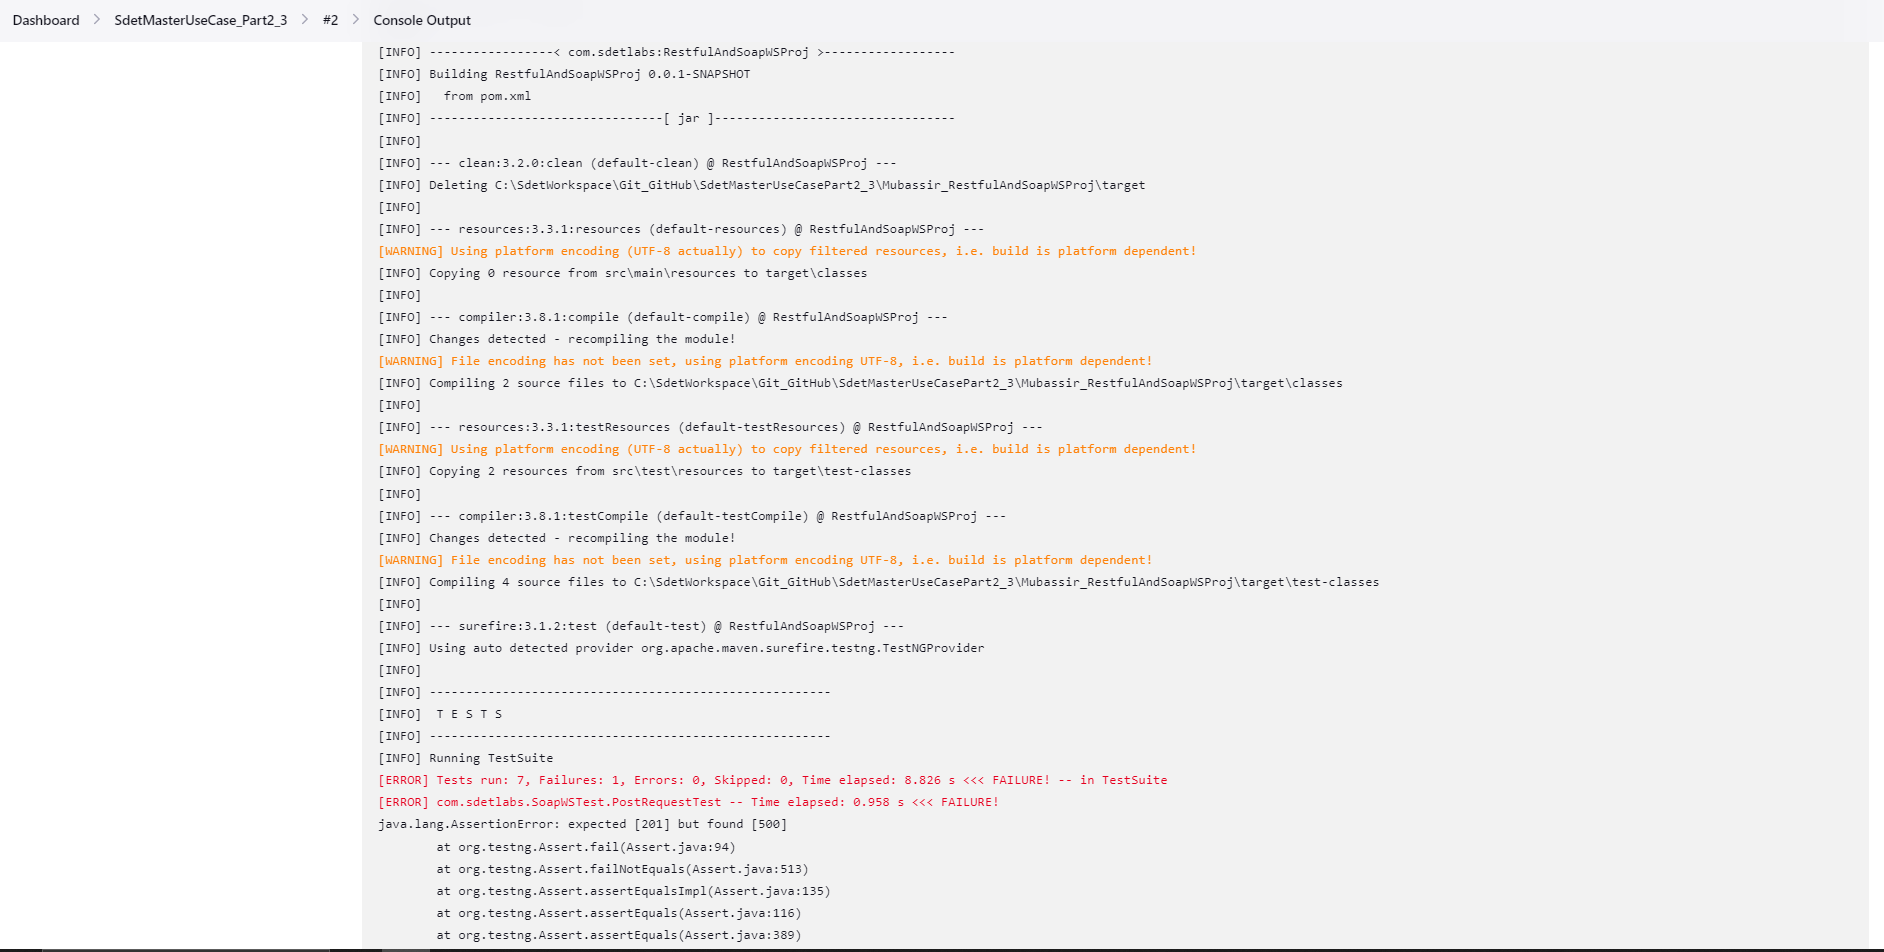 Dashboard > SdetMasterUseCase_Part2_3 > #2 > Console Output
[INFO] -----------------< com.sdetlabs:RestfulAndSoapWSProj >------------------
[INFO] Building RestfulAndSoapWSProj 0.0.1-SNAPSHOT
[INFO]   from pom.xml
[INFO] --------------------------------[ jar ]---------------------------------
[INFO]
[INFO] --- clean:3.2.0:clean (default-clean) @ RestfulAndSoapWSProj ---
[INFO] Deleting C:\SdetWorkspace\Git_GitHub\SdetMasterUseCasePart2_3\Mubassir_RestfulAndSoapWSProj\target
[INFO]
[INFO] --- resources:3.3.1:resources (default-resources) @ RestfulAndSoapWSProj ---
[WARNING] Using platform encoding (UTF-8 actually) to copy filtered resources, i.e. build is platform dependent!
[INFO] Copying 0 resource from src\main\resources to target\classes
[INFO]
[INFO] --- compiler:3.8.1:compile (default-compile) @ RestfulAndSoapWSProj ---
[INFO] Changes detected - recompiling the module!
[WARNING] File encoding has not been set, using platform encoding UTF-8, i.e. build is platform dependent!
[INFO] Compiling 2 source files to C:\SdetWorkspace\Git_GitHub\SdetMasterUseCasePart2_3\Mubassir_RestfulAndSoapWSProj\target\classes
[INFO]
[INFO] --- resources:3.3.1:testResources (default-testResources) @ RestfulAndSoapWSProj ---
[WARNING] Using platform encoding (UTF-8 actually) to copy filtered resources, i.e. build is platform dependent!
[INFO] Copying 2 resources from src\test\resources to target\test-classes
[INFO]
[INFO] --- compiler:3.8.1:testCompile (default-testCompile) @ RestfulAndSoapWSProj ---
[INFO] Changes detected - recompiling the module!
[WARNING] File encoding has not been set, using platform encoding UTF-8, i.e. build is platform dependent!
[INFO] Compiling 4 source files to C:\SdetWorkspace\Git_GitHub\SdetMasterUseCasePart2_3\Mubassir_RestfulAndSoapWSProj\target\test-classes
[INFO]
[INFO] --- surefire:3.1.2:test (default-test) @ RestfulAndSoapWSProj ---
[INFO] Using auto detected provider org.apache.maven.surefire.testng.TestNGProvider
[INFO]
[INFO] -------------------------------------------------------
[INFO]  T E S T S
[INFO] -------------------------------------------------------
[INFO] Running TestSuite
[ERROR] Tests run: 7, Failures: 1, Errors: 0, Skipped: 0, Time elapsed: 8.826 s <<< FAILURE! -- in TestSuite
[ERROR] com.sdetlabs.SoapWSTest.PostRequestTest -- Time elapsed: 0.958 s <<< FAILURE!
java.lang.AssertionError: expected [201] but found [500]
	at org.testng.Assert.fail(Assert.java:94)
	at org.testng.Assert.failNotEquals(Assert.java:513)
	at org.testng.Assert.assertEqualsImpl(Assert.java:135)
	at org.testng.Assert.assertEquals(Assert.java:116)
	at org.testng.Assert.assertEquals(Assert.java:389)